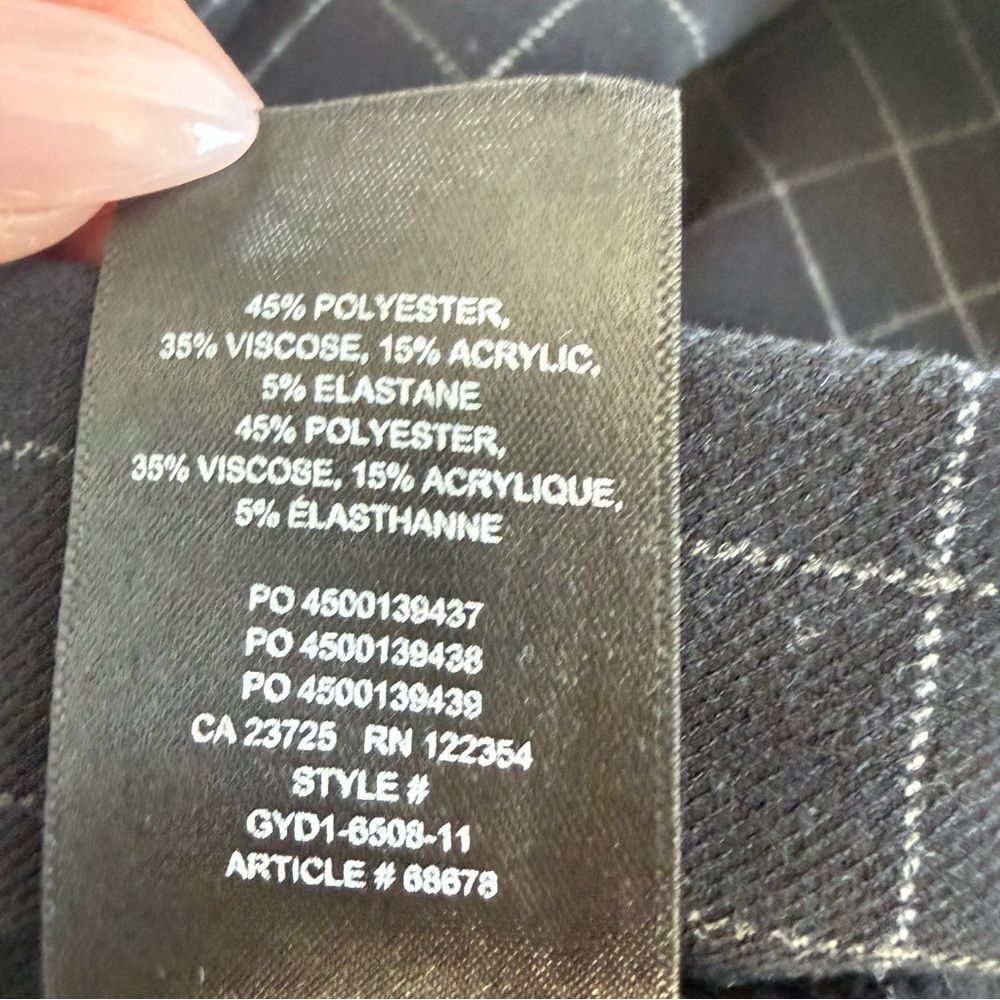 45% POLYESTER,
35% VISCOSE, 15% ACRYLIC,
5% ELASTANE
45% POLYESTER,
35% VISCOSE, 15% ACRYLIQUE,
5% ÉLASTHANNE
PO 4500139437
PO 4500139438
PO 4500139439
CA 23725 RN 122354
STYLE #
GYD1-6508-11
ARTICLE # 68678